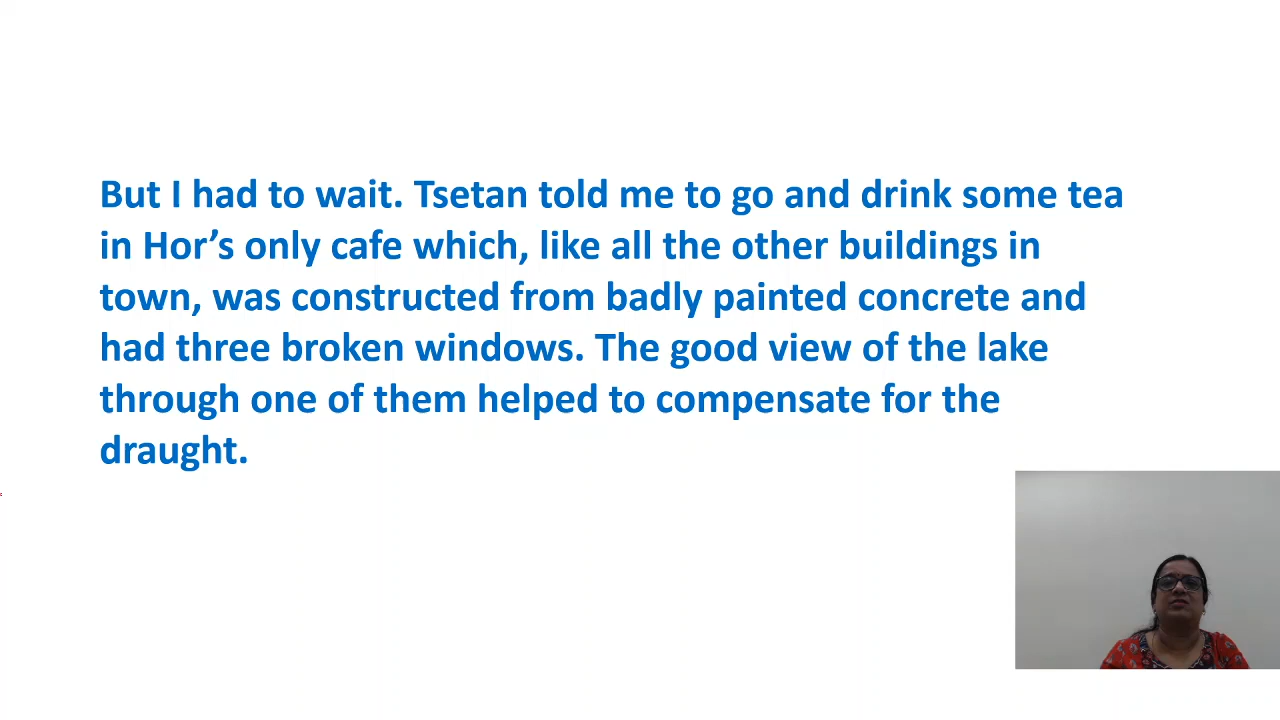 But I had to wait. Tsetan told me to go and drink some tea
in Hor’s only cafe which, like all the other buildings in
town, was constructed from badly painted concrete and
had three broken windows. The good view of the lake
through one of them helped to compensate for the
draught.